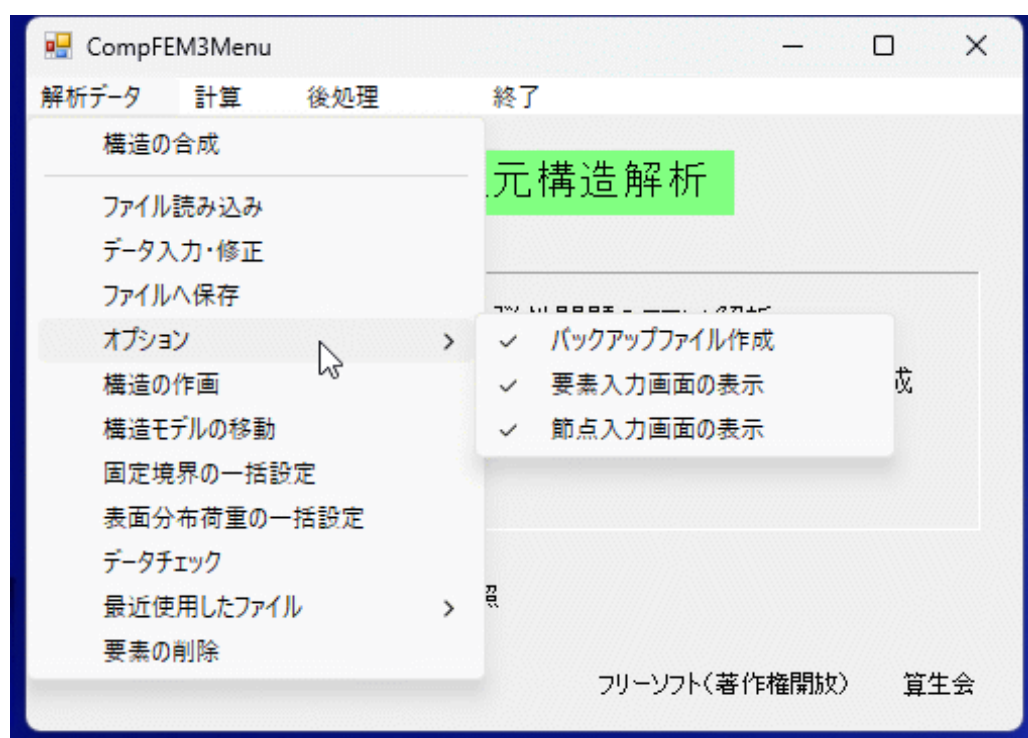 CompFEM3Menu
解析データ 計算 後処理 終了
構造の合成
元構造解析
ファイル読み込み
データ入力・修正
ファイルへ保存
オプション
バックアップファイル作成
要素入力画面の表示
節点入力画面の表示
成
構造の作画
構造モデルの移動
固定境界の一括設定
表面分布荷重の一括設定
データチェック
最近使用したファイル
要素の削除
フリーソフト(著作権開放) 算生会